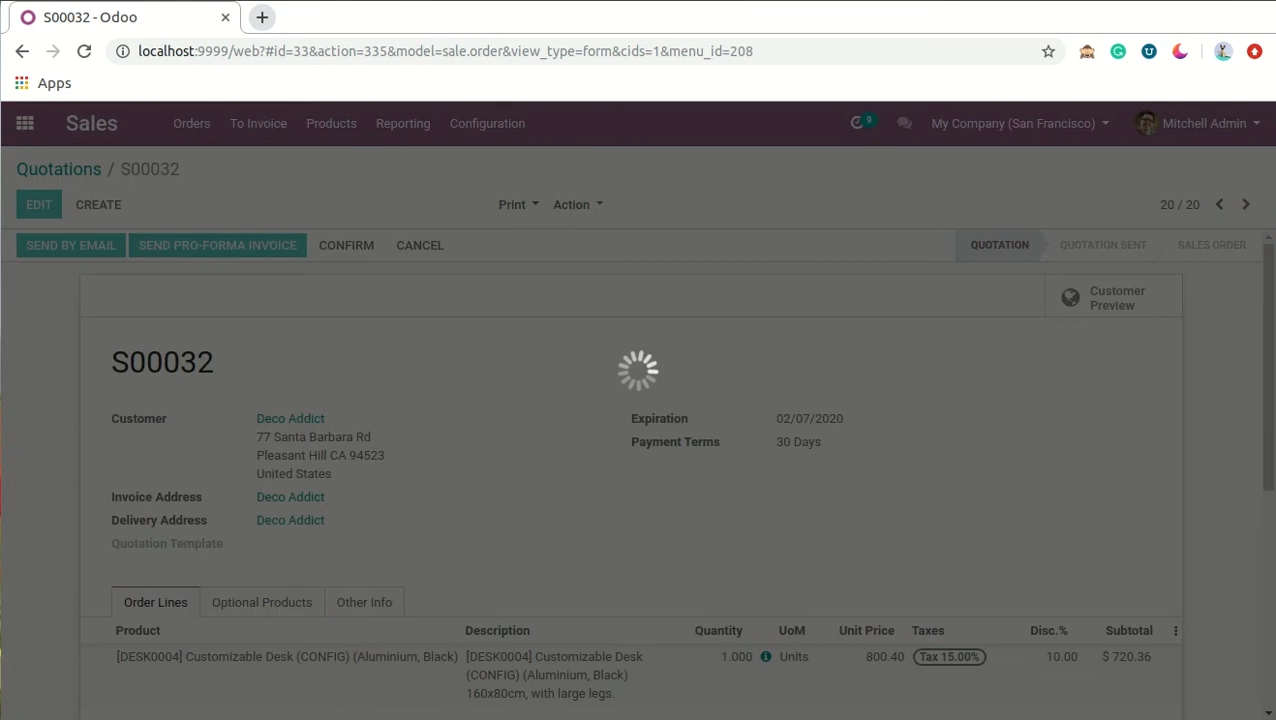 S00032 - Odoo
localhost:9999/web?#id=33&action=335&model=sale.order&view_type=form&cids=1&menu_id=208
Apps
Sales Orders To Invoice Products Reporting Configuration 9 My Company (San Francisco) Mitchell Admin
Quotations / S00032
EDIT CREATE Print Action 20 / 20
SEND BY EMAIL SEND PRO-FORMA INVOICE CONFIRM CANCEL QUOTATION QUOTATION SENT SALES ORDER
Customer
Preview
S00032
Customer Deco Addict Expiration 02/07/2020
77 Santa Barbara Rd Payment Terms 30 Days
Pleasant Hill CA 94523
United States
Invoice Address Deco Addict
Delivery Address Deco Addict
Quotation Template
Order Lines Optional Products Other Info
Product Description Quantity UoM Unit Price Taxes Disc.% Subtotal
[DESK0004] Customizable Desk (CONFIG) (Aluminium, Black) [DESK0004] Customizable Desk 1.000 Units 800.40 Tax 15.00% 10.00 $ 720.36
(CONFIG) (Aluminium, Black)
160x80cm, with large legs.